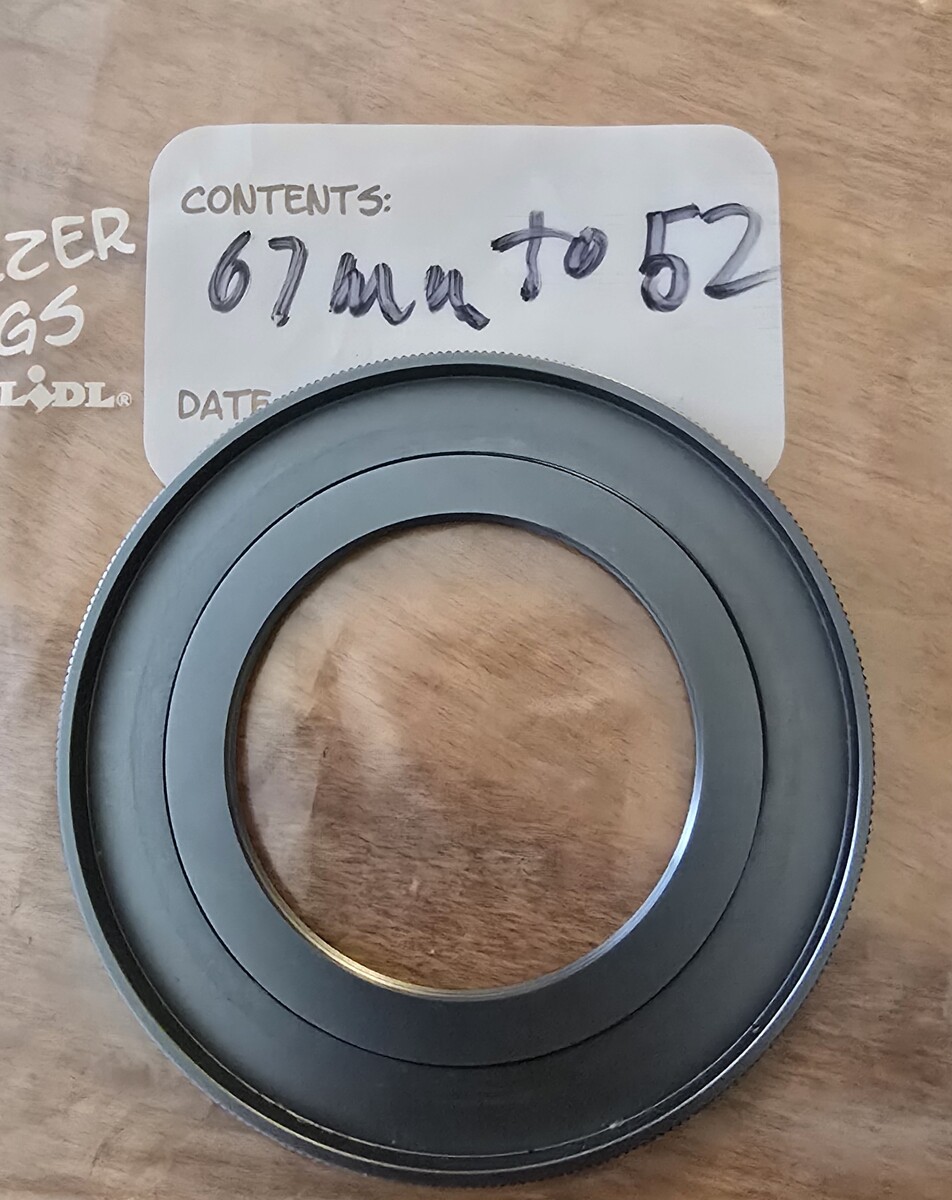 CONTENTS:
67mm to 52
ZER
GS
LIDL®
DATE